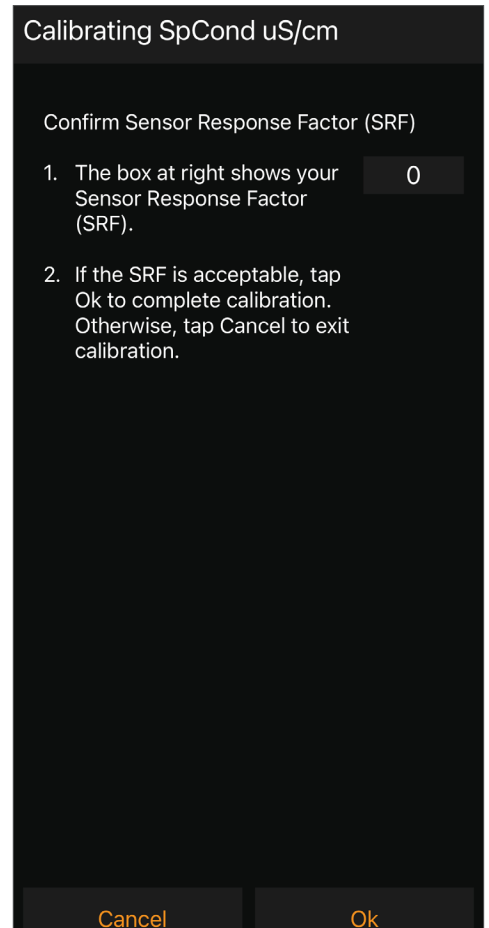 Calibrating SpCond uS/cm
Confirm Sensor Response Factor (SRF)
1. The box at right shows your
Sensor Response Factor
(SRF).
0
2. If the SRF is acceptable, tap
Ok to complete calibration.
Otherwise, tap Cancel to exit
calibration.
Cancel
Ok